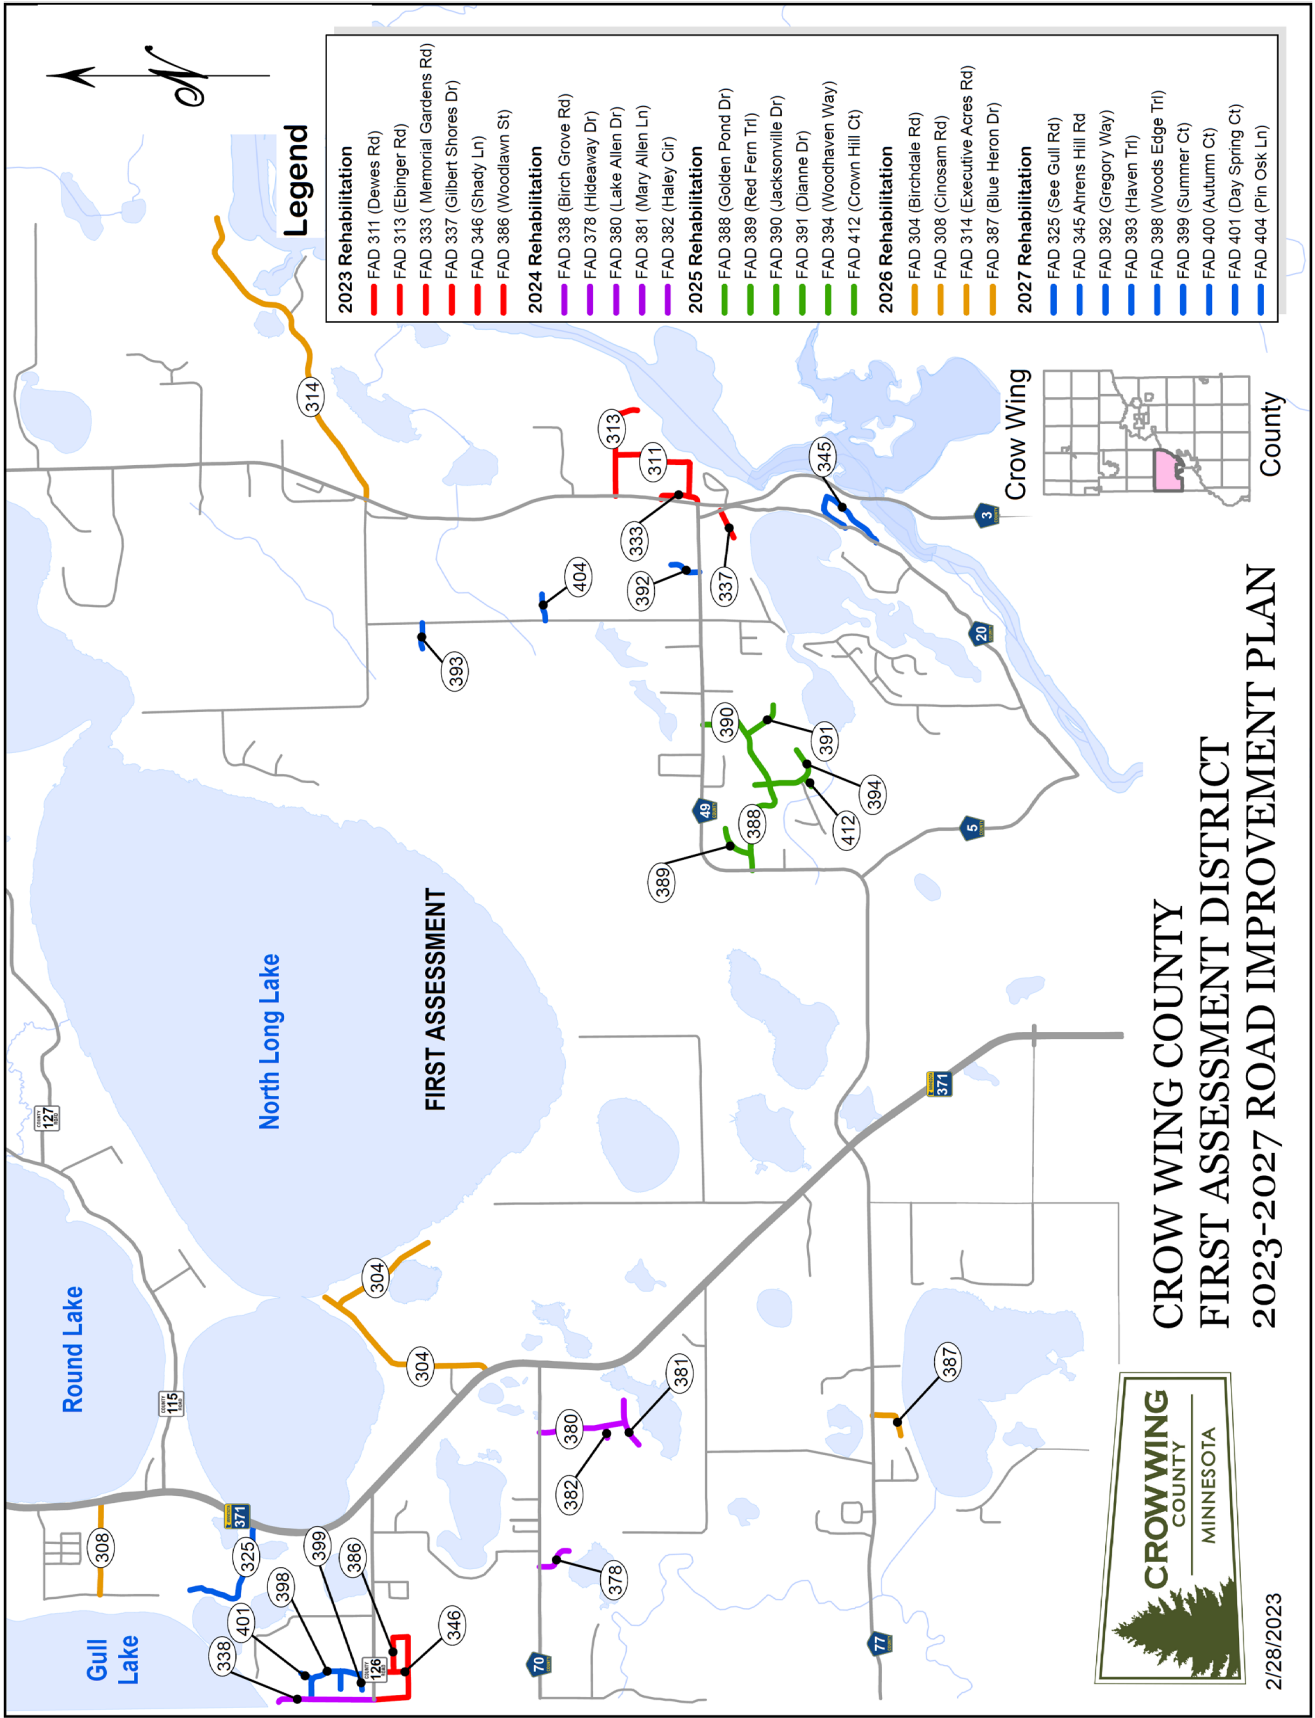 N
Legend
2023 Rehabilitation
FAD 311 (Dewes Rd)
FAD 313 (Ebinger Rd)
FAD 333 ( Memorial Gardens Rd)
FAD 337 (Gilbert Shores Dr)
FAD 346 (Shady Ln)
FAD 386 (Woodlawn St)
2024 Rehabilitation
FAD 338 (Birch Grove Rd)
FAD 378 (Hideaway Dr)
FAD 380 (Lake Allen Dr)
FAD 381 (Mary Allen Ln)
FAD 382 (Haley Cir)
2025 Rehabilitation
FAD 388 (Golden Pond Dr)
FAD 389 (Red Fern Trl)
FAD 390 (Jacksonville Dr)
FAD 391 (Dianne Dr)
FAD 394 (Woodhaven Way)
FAD 412 (Crown Hill Ct)
2026 Rehabilitation
FAD 304 (Birchdale Rd)
FAD 308 (Cinosam Rd)
FAD 314 (Executive Acres Rd)
FAD 387 (Blue Heron Dr)
2027 Rehabilitation
FAD 325 (See Gull Rd)
FAD 345 Ahrens Hill Rd
FAD 392 (Gregory Way)
FAD 393 (Haven Trl)
FAD 398 (Woods Edge Trl)
FAD 399 (Summer Ct)
FAD 400 (Autumn Ct)
FAD 401 (Day Spring Ct)
FAD 404 (Pin Osk Ln)
Gull
Lake
Round Lake
North Long Lake
FIRST ASSESSMENT
308
371
325
399
398
386
401
338
346
COUNTY
126
ROAD
COUNTY
115
ROAD
COUNTY
127
ROAD
304
304
314
393
404
392
333
313
311
337
345
390
391
394
412
388
389
49
3
20
5
371
380
382
381
378
70
77
387
Crow Wing
County
CROW WING COUNTY
FIRST ASSESSMENT DISTRICT
2023-2027 ROAD IMPROVEMENT PLAN
CROW WING
COUNTY
MINNESOTA
2/28/2023